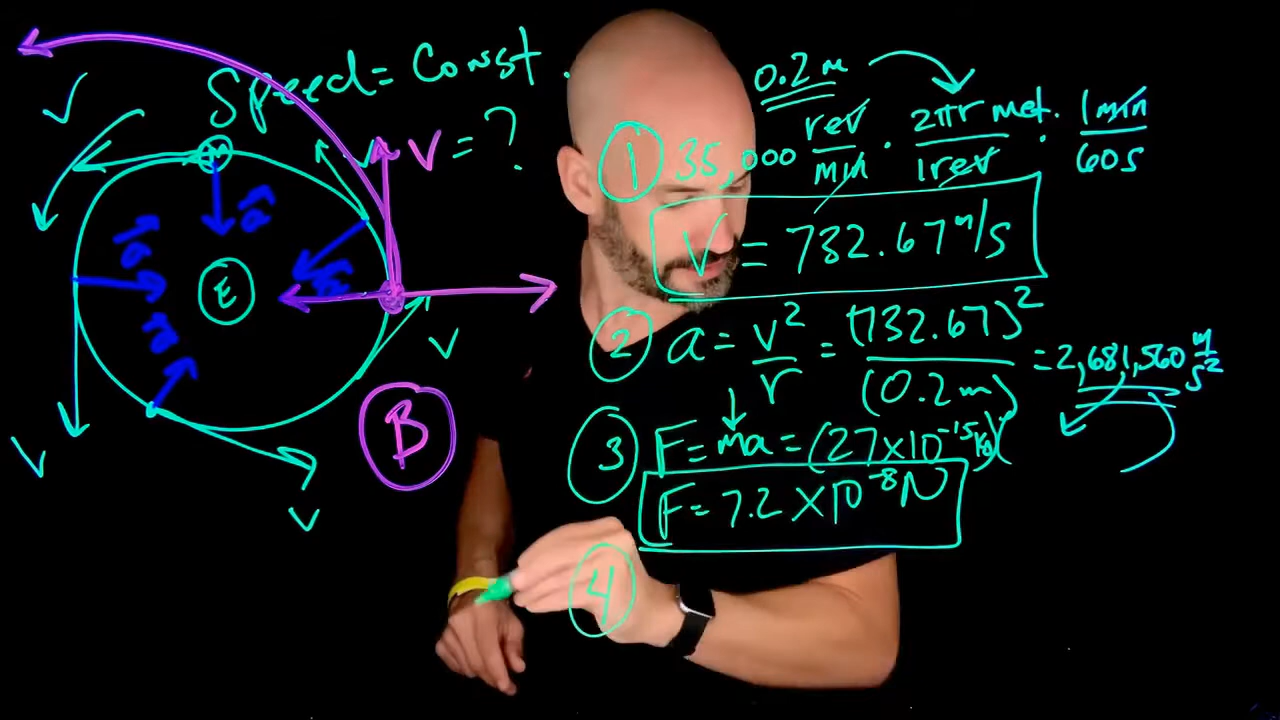 Speed = Const.
V = ?
V
V
V
V
V
M
E
a
a
a
B
0.2 m
① 35,000 rev/min · 2πr met./1 rev · 1 min/60 s
V = 732.67 m/s
② a = v²/r = (732.67)²/(0.2 m) = 2,681,560 m/s²
③ F = ma = (27x10⁻¹⁵ kg)(
F = 7.2 X 10⁻⁸ N
④